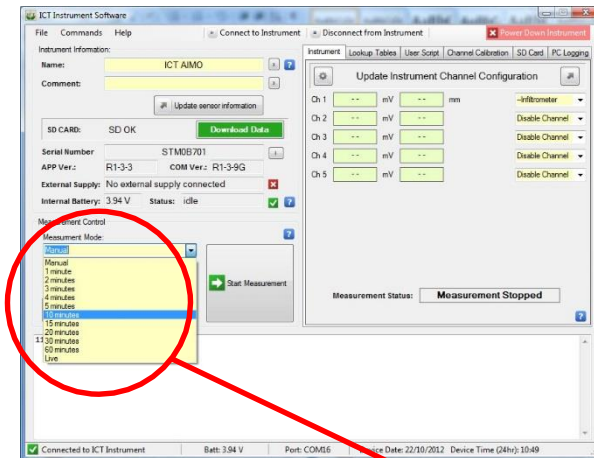 ICT Instrument Software
File Commands Help Connect to Instrument Disconnect from Instrument Power Down Instrument
Instrument Information:
Name: ICT AIMO
Comment:
Update sensor information
SD CARD: SD OK Download Data
Serial Number STM0B701
APP Ver.: R1-3-3 COM Ver.: R1-3-9G
External Supply: No external supply connected
Internal Battery: 3.94 V Status: idle
Measurement Control
Measurment Mode:
Manual
Manual
1 minute
2 minutes
3 minutes
4 minutes
5 minutes
10 minutes
15 minutes
20 minutes
30 minutes
60 minutes
Live
Start Measurement
Instrument Lookup Tables User Script Channel Calibration SD Card PC Logging
Update Instrument Channel Configuration
Ch 1 -- mV -- mm --Infiltrometer
Ch 2 -- mV -- Disable Channel
Ch 3 -- mV -- Disable Channel
Ch 4 -- mV -- Disable Channel
Ch 5 -- mV -- Disable Channel
Measurement Status: Measurement Stopped
Connected to ICT Instrument Batt: 3.94 V Port: COM16 Device Date: 22/10/2012 Device Time (24hr): 10:49